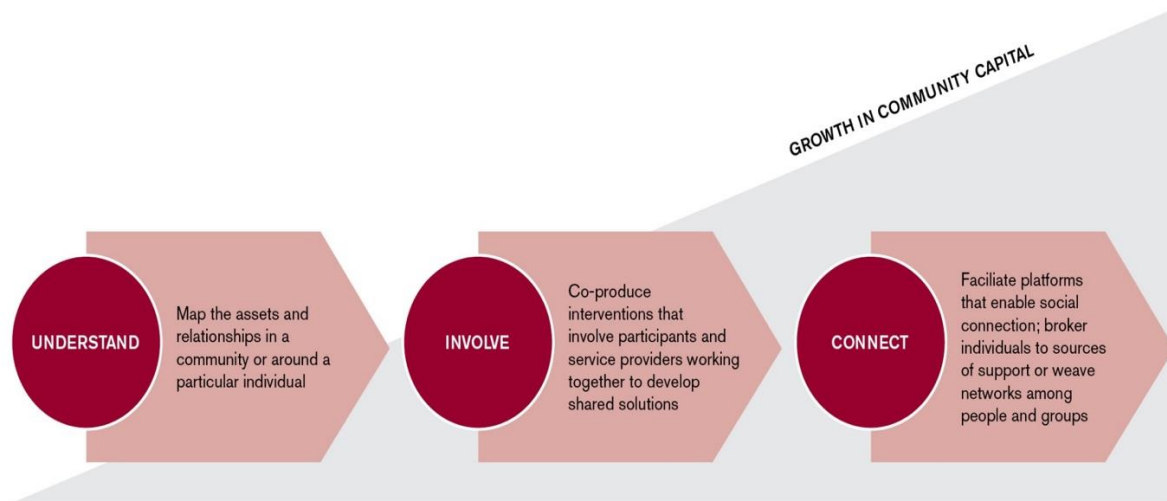 GROWTH IN COMMUNITY CAPITAL
UNDERSTAND
Map the assets and
relationships in a
community or around a
particular individual
INVOLVE
Co-produce
interventions that
involve participants and
service providers working
together to develop
shared solutions
CONNECT
Faciliate platforms
that enable social
connection; broker
individuals to sources
of support or weave
networks among
people and groups